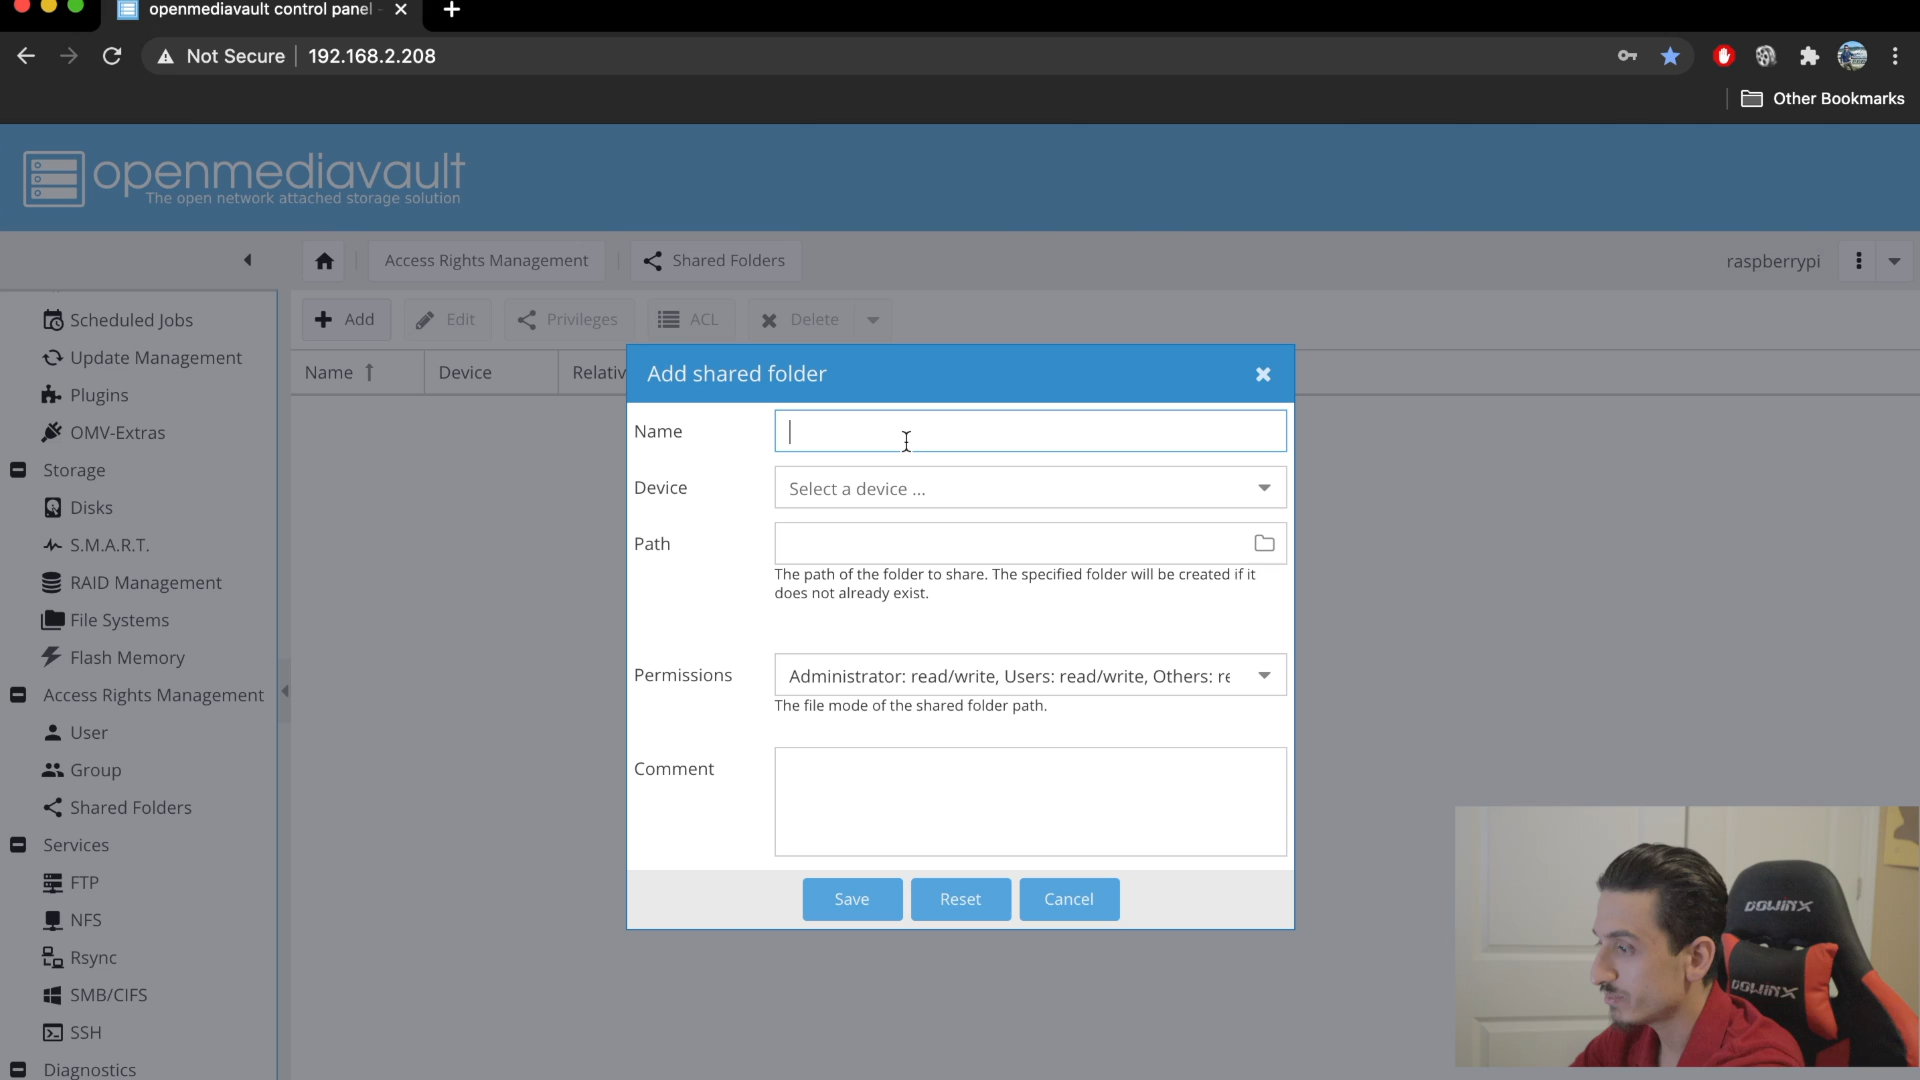 openmediavault control panel -
Not Secure 192.168.2.208
Other Bookmarks
openmediavault
The open network attached storage solution
Access Rights Management Shared Folders raspberrypi
Scheduled Jobs
Update Management
Plugins
OMV-Extras
Storage
Disks
S.M.A.R.T.
RAID Management
File Systems
Flash Memory
Access Rights Management
User
Group
Shared Folders
Services
FTP
NFS
Rsync
SMB/CIFS
SSH
Diagnostics
Add Edit Privileges ACL Delete
Name Device Relativ
Add shared folder
Name
Device Select a device ...
Path
The path of the folder to share. The specified folder will be created if it
does not already exist.
Permissions Administrator: read/write, Users: read/write, Others: re
The file mode of the shared folder path.
Comment
Save Reset Cancel
DOWINX
DOWINX